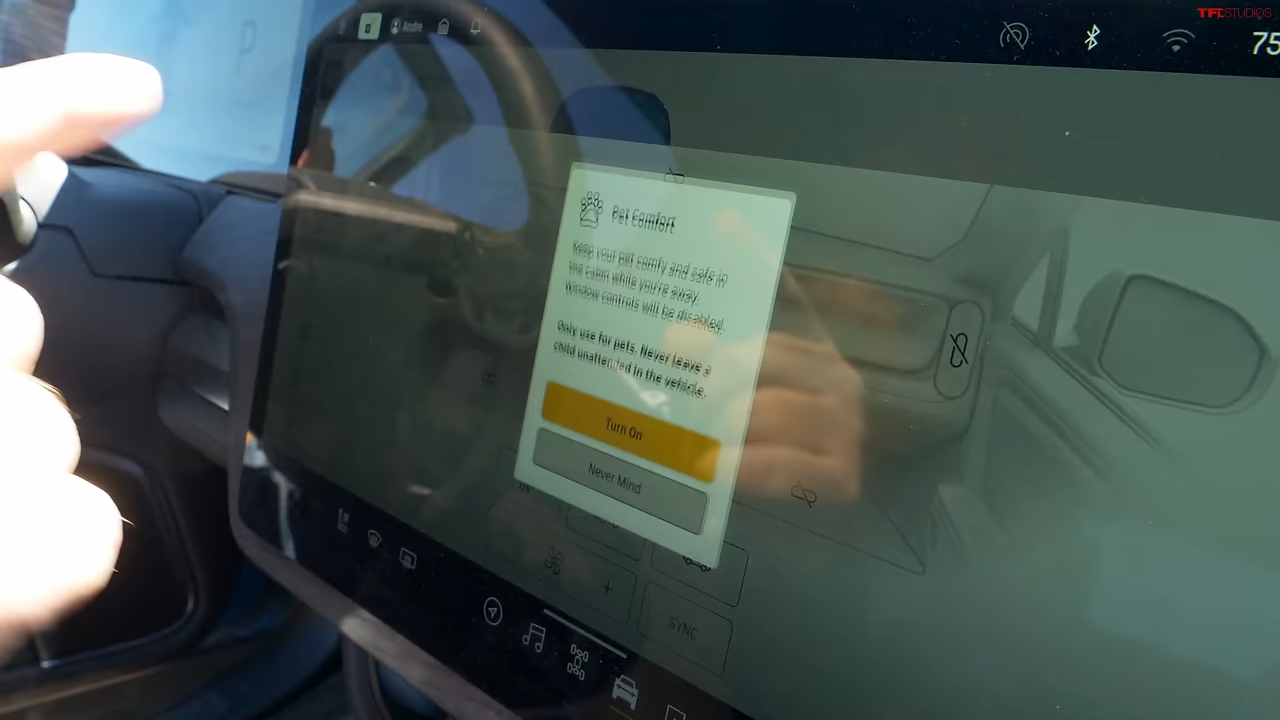 TFLSTUDIOS
Andre
75
P
Pet Comfort
Keep your pet comfy and safe in
the cabin while you're away.
Window controls will be disabled.
Only use for pets. Never leave a
child unattended in the vehicle.
Turn On
Never Mind
SYNC